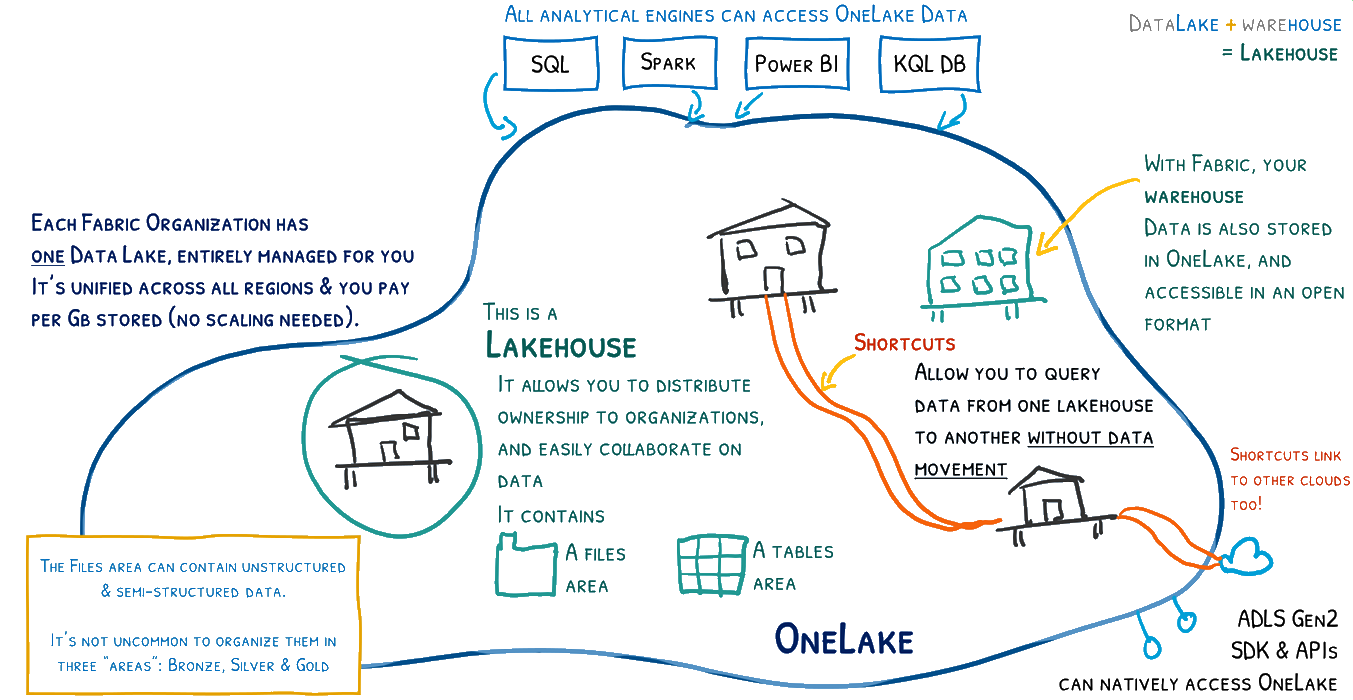 All analytical engines can access OneLake Data
SQL
Spark
Power BI
KQL DB
DataLake + warehouse
= Lakehouse
With Fabric, your
warehouse
Data is also stored
in OneLake, and
accessible in an open
format
Each Fabric Organization has
one Data Lake, entirely managed for you
It's unified across all regions & you pay
per Gb stored (no scaling needed).
This is a
Lakehouse
It allows you to distribute
ownership to organizations,
and easily collaborate on
data
It contains
A files
area
A tables
area
Shortcuts
Allow you to query
data from one lakehouse
to another without data
movement
Shortcuts link
to other clouds
too!
The Files area can contain unstructured
& semi-structured data.
It's not uncommon to organize them in
three "areas": Bronze, Silver & Gold
OneLake
ADLS Gen2
SDK & APIs
can natively access OneLake